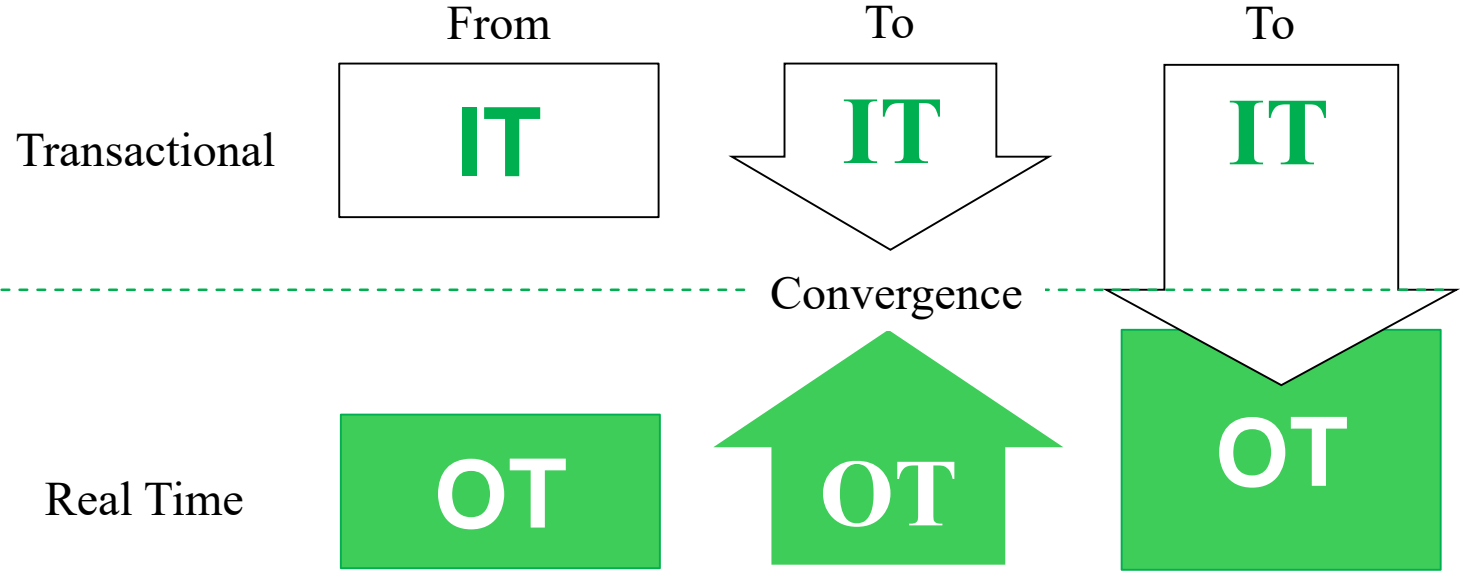 From To To
Transactional IT IT IT
Convergence
Real Time OT OT OT